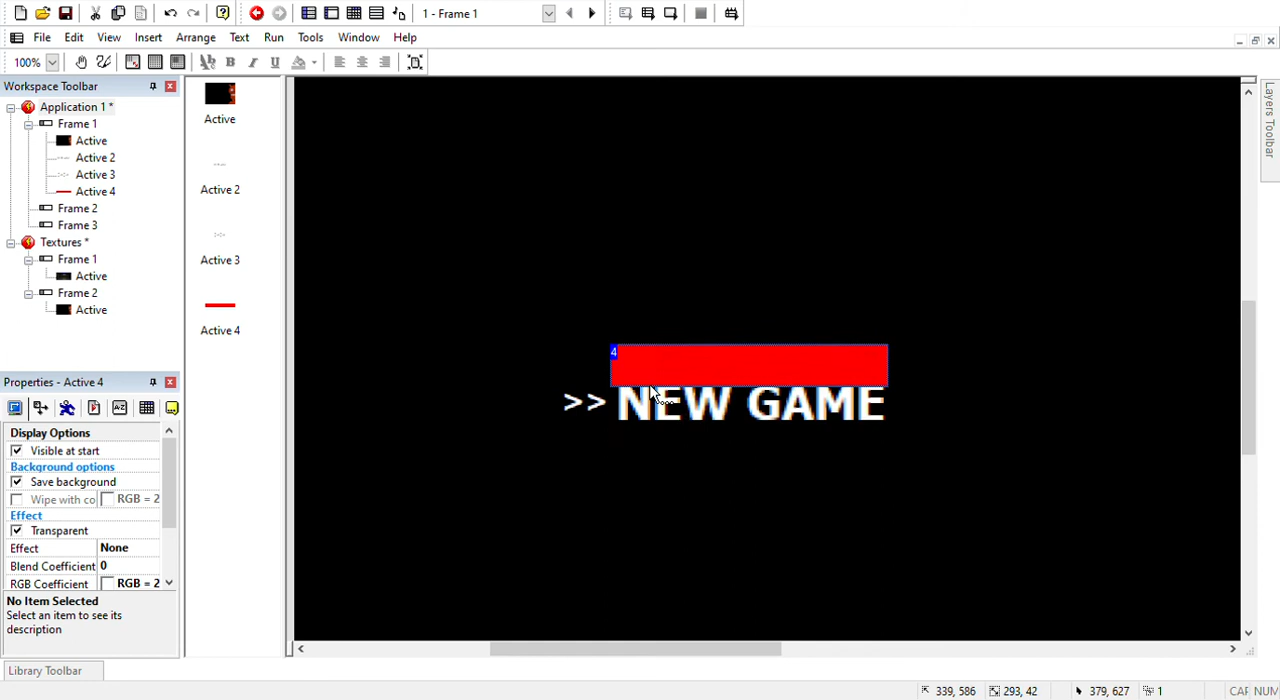 1 - Frame 1
File Edit View Insert Arrange Text Run Tools Window Help
100% B I U
Workspace Toolbar
Application 1 *
Frame 1
Active
Active 2
Active 3
Active 4
Frame 2
Frame 3
Textures *
Frame 1
Active
Frame 2
Active
Active
Active 2
Active 3
Active 4
4
>> NEW GAME
Layers Toolbar
Properties - Active 4
Display Options
Visible at start
Background options
Save background
Wipe with co RGB = 2
Effect
Transparent
Effect None
Blend Coefficient 0
RGB Coefficient RGB = 2
No Item Selected
Select an item to see its
description
Library Toolbar
339, 586 293, 42 379, 627 1 CAP NUM